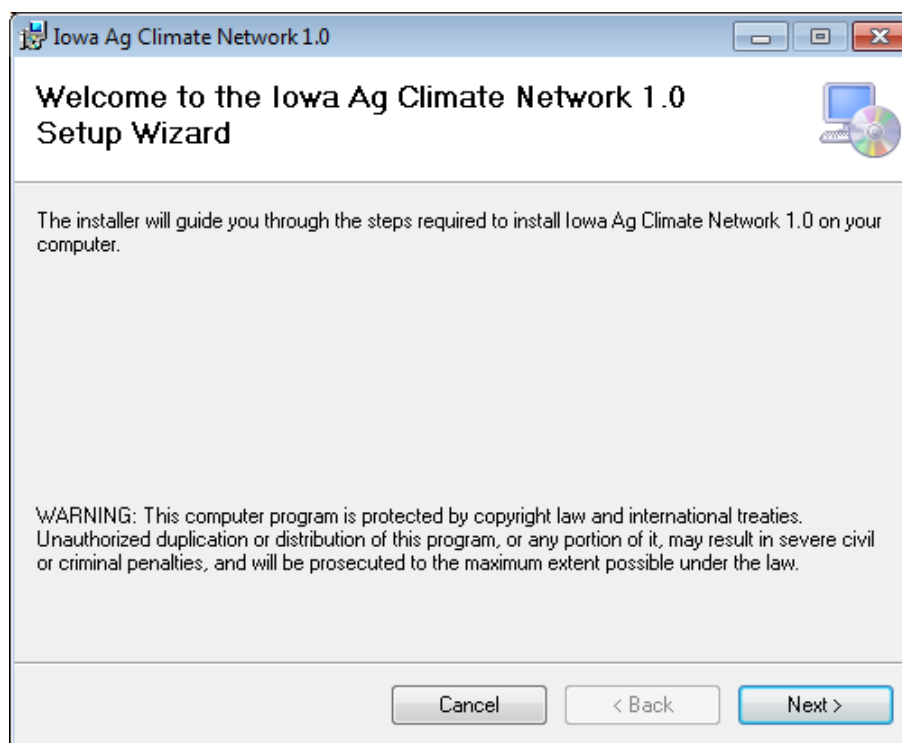 Iowa Ag Climate Network 1.0
Welcome to the Iowa Ag Climate Network 1.0
Setup Wizard
The installer will guide you through the steps required to install Iowa Ag Climate Network 1.0 on your
computer.
WARNING: This computer program is protected by copyright law and international treaties.
Unauthorized duplication or distribution of this program, or any portion of it, may result in severe civil
or criminal penalties, and will be prosecuted to the maximum extent possible under the law.
Cancel
< Back
Next >